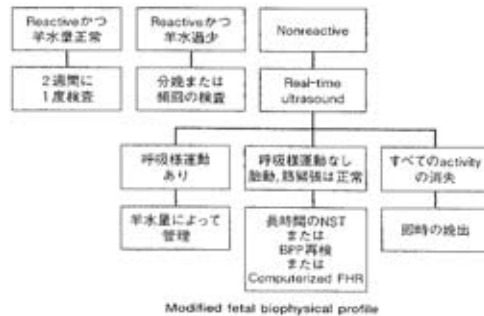 Reactiveかつ
羊水量正常
Reactiveかつ
羊水過少
Nonreactive
2週間に
1度検査
分娩または
頻回の検査
Real-time
ultrasound
呼吸様運動
あり
呼吸様運動なし
胎動,筋緊張は正常
すべてのactivity
の消失
羊水量によって
管理
長時間のNST
または
BPP再検
または
Computerized FHR
即時の娩出
Modified fetal biophysical profile